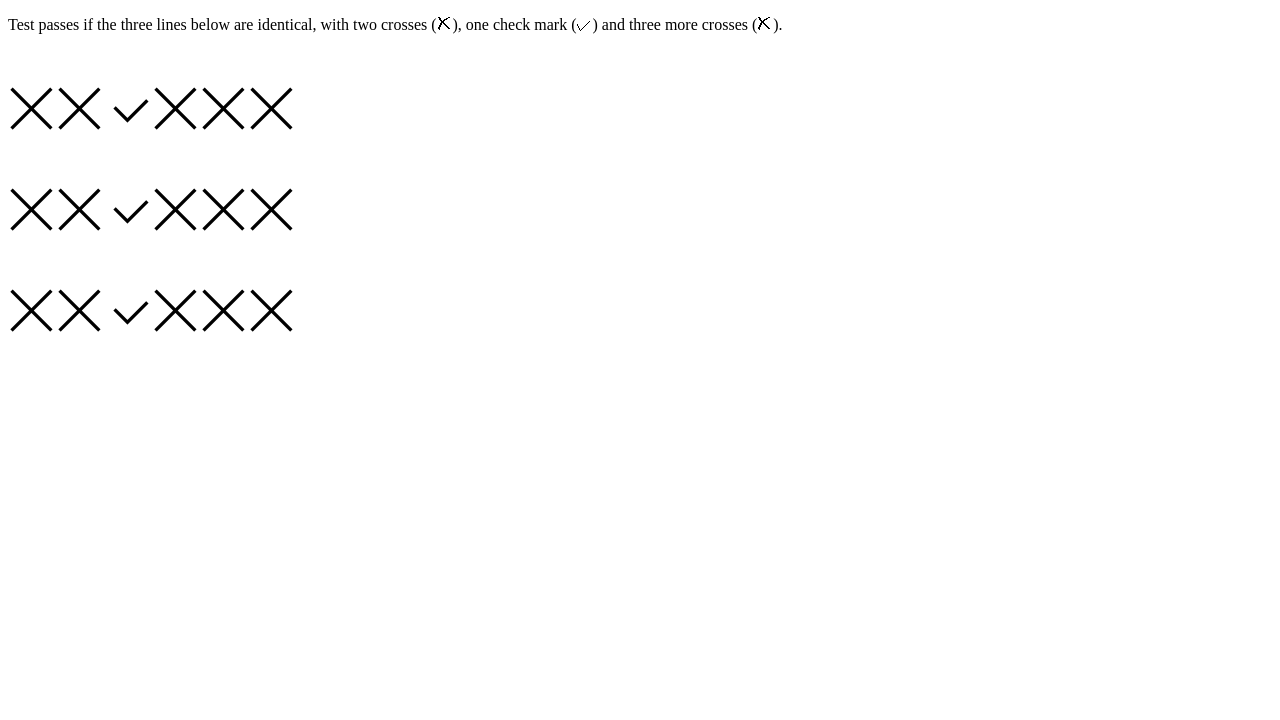 Test passes if the three lines below are identical, with two crosses (✗), one check mark (✓) and three more crosses (✗).
✗✗✓✗✗✗
✗✗✓✗✗✗
✗✗✓✗✗✗